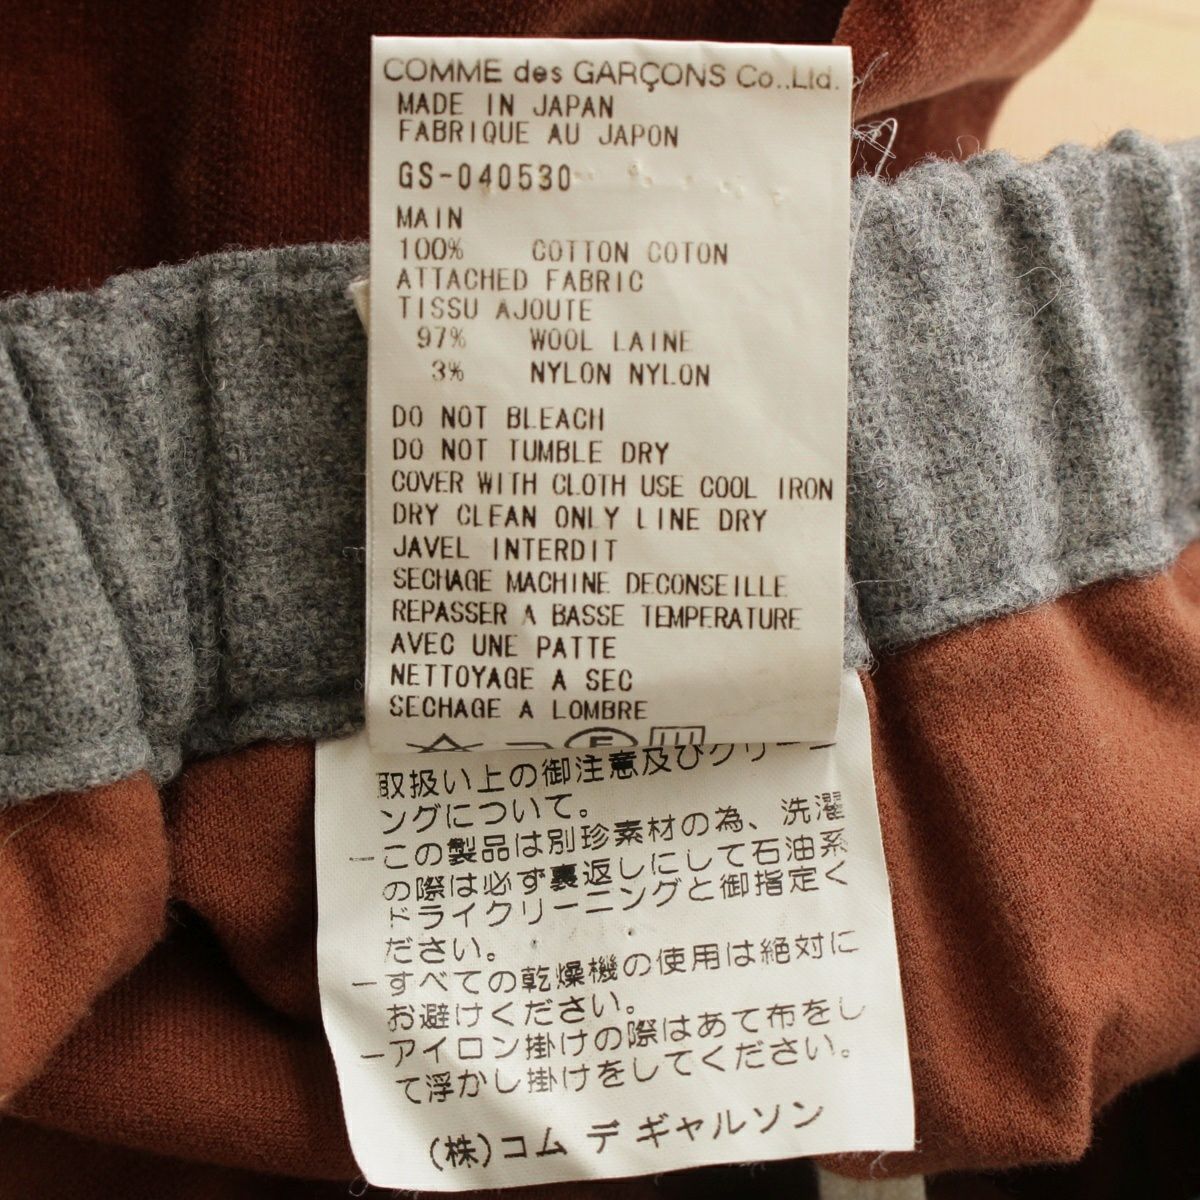 COMME des GARÇONS Co.,Ltd.
MADE IN JAPAN
FABRIQUE AU JAPON
GS-040530
MAIN
100% COTTON COTON
ATTACHED FABRIC
TISSU AJOUTE
97% WOOL LAINE
3% NYLON NYLON
DO NOT BLEACH
DO NOT TUMBLE DRY
COVER WITH CLOTH USE COOL IRON
DRY CLEAN ONLY LINE DRY
JAVEL INTERDIT
SECHAGE MACHINE DECONSEILLE
REPASSER A BASSE TEMPERATURE
AVEC UNE PATTE
NETTOYAGE A SEC
SECHAGE A LOMBRE
取扱い上の御注意及びクリーニ
ングについて。
−この製品は別珍素材の為、洗濯
の際は必ず裏返しにして石油系
ドライクリーニングと御指定く
ださい。
−すべての乾燥機の使用は絶対に
お避けください。
−アイロン掛けの際はあて布をし
て浮かし掛けをしてください。
(株)コム デ ギャルソン